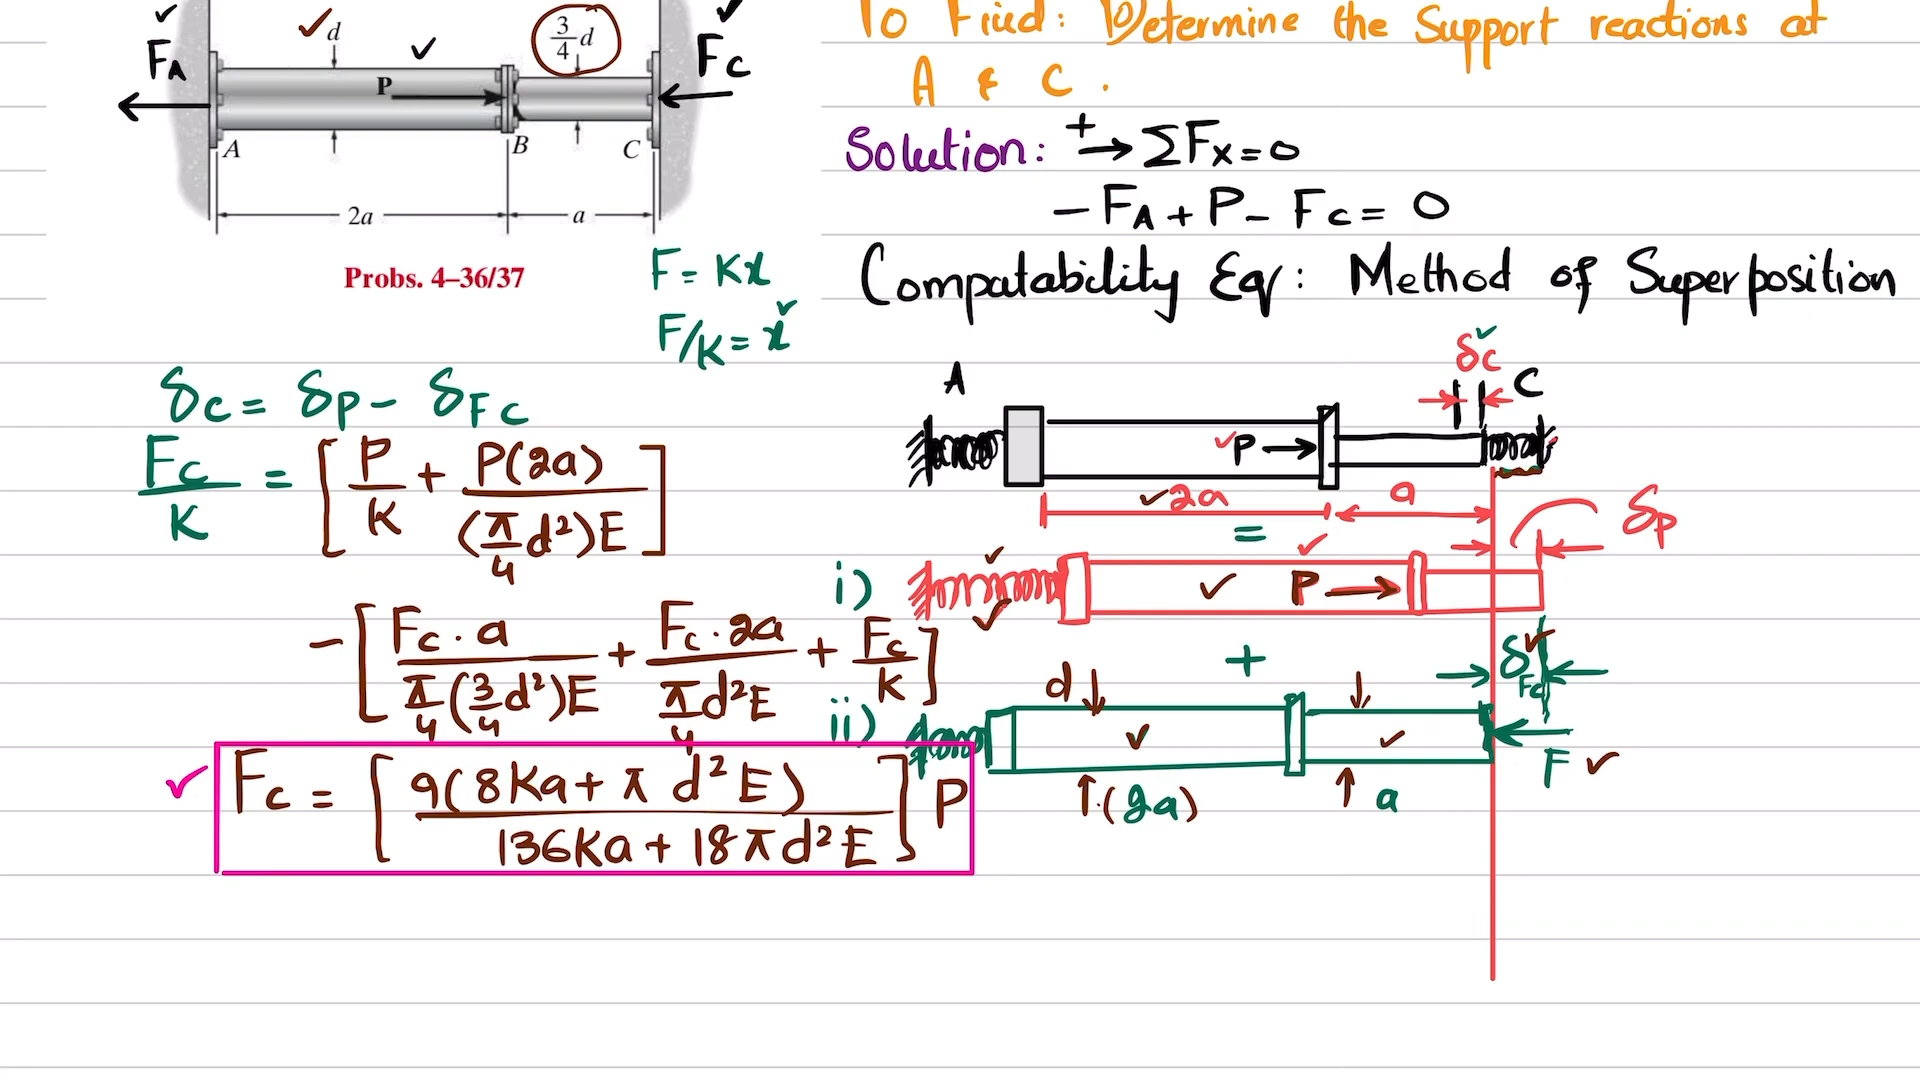 To Find: Determine the Support reactions at
A & C.
Solution: +→ ΣFx=0
-FA + P - Fc = 0
Compatability Eq: Method of Superposition
FA
d
3/4 d
Fc
P
A
B
C
2a
a
Probs. 4–36/37
F = Kx
F/K = x
δc = δp - δFc
Fc/K = [P/K + P(2a)/(π/4 d²)E]
-[Fc·a/π/4(3/4d²)E + Fc·2a/π/4 d²E + Fc/K]
Fc = [9(8Ka + πd²E)/136Ka + 18πd²E] P
δc
A
C
P
2a
a
=
δp
i)
P
+
δFc
d
ii)
F
(2a)
a